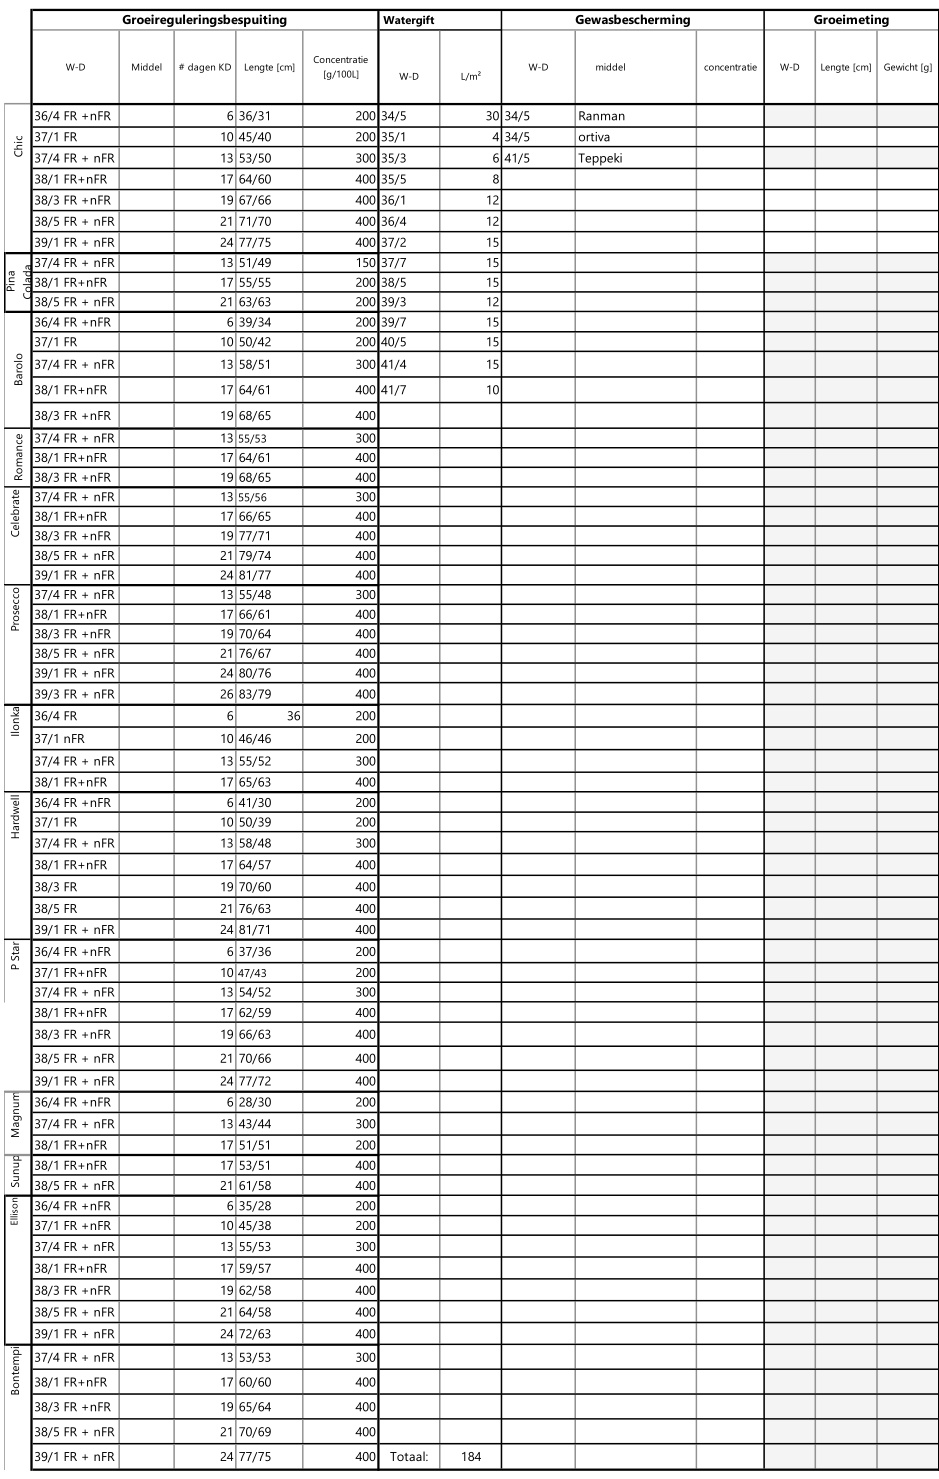 Groeireguleringsbespuiting Watergift Gewasbescherming Groeimeting
W-D Middel # dagen KD Lengte [cm] Concentratie [g/100L] W-D L/m² W-D middel concentratie W-D Lengte [cm] Gewicht [g]
Chic
36/4 FR +nFR 6 36/31 200 34/5 30 34/5 Ranman
37/1 FR 10 45/40 200 35/1 4 34/5 ortiva
37/4 FR + nFR 13 53/50 300 35/3 6 41/5 Teppeki
38/1 FR+nFR 17 64/60 400 35/5 8
38/3 FR +nFR 19 67/66 400 36/1 12
38/5 FR + nFR 21 71/70 400 36/4 12
39/1 FR + nFR 24 77/75 400 37/2 15
Pina Colada
37/4 FR + nFR 13 51/49 150 37/7 15
38/1 FR+nFR 17 55/55 200 38/5 15
38/5 FR + nFR 21 63/63 200 39/3 12
Barolo
36/4 FR +nFR 6 39/34 200 39/7 15
37/1 FR 10 50/42 200 40/5 15
37/4 FR + nFR 13 58/51 300 41/4 15
38/1 FR+nFR 17 64/61 400 41/7 10
38/3 FR +nFR 19 68/65 400
Romance
37/4 FR + nFR 13 55/53 300
38/1 FR+nFR 17 64/61 400
38/3 FR +nFR 19 68/65 400
Celebrate
37/4 FR + nFR 13 55/56 300
38/1 FR+nFR 17 66/65 400
38/3 FR +nFR 19 77/71 400
38/5 FR + nFR 21 79/74 400
39/1 FR + nFR 24 81/77 400
Prosecco
37/4 FR + nFR 13 55/48 300
38/1 FR+nFR 17 66/61 400
38/3 FR +nFR 19 70/64 400
38/5 FR + nFR 21 76/67 400
39/1 FR + nFR 24 80/76 400
39/3 FR + nFR 26 83/79 400
Ilonka
36/4 FR 6 36 200
37/1 nFR 10 46/46 200
37/4 FR + nFR 13 55/52 300
38/1 FR+nFR 17 65/63 400
Hardwell
36/4 FR +nFR 6 41/30 200
37/1 FR 10 50/39 200
37/4 FR + nFR 13 58/48 300
38/1 FR+nFR 17 64/57 400
38/3 FR 19 70/60 400
38/5 FR 21 76/63 400
39/1 FR + nFR 24 81/71 400
P Star
36/4 FR +nFR 6 37/36 200
37/1 FR+nFR 10 47/43 200
37/4 FR + nFR 13 54/52 300
38/1 FR+nFR 17 62/59 400
38/3 FR +nFR 19 66/63 400
38/5 FR + nFR 21 70/66 400
39/1 FR + nFR 24 77/72 400
Magnum
36/4 FR +nFR 6 28/30 200
37/4 FR + nFR 13 43/44 300
38/1 FR+nFR 17 51/51 200
Sunup
38/1 FR+nFR 17 53/51 400
38/5 FR + nFR 21 61/58 400
Ellison
36/4 FR +nFR 6 35/28 200
37/1 FR +nFR 10 45/38 200
37/4 FR + nFR 13 55/53 300
38/1 FR+nFR 17 59/57 400
38/3 FR +nFR 19 62/58 400
38/5 FR + nFR 21 64/58 400
39/1 FR + nFR 24 72/63 400
Bontempi
37/4 FR + nFR 13 53/53 300
38/1 FR+nFR 17 60/60 400
38/3 FR +nFR 19 65/64 400
38/5 FR + nFR 21 70/69 400
39/1 FR + nFR 24 77/75 400 Totaal: 184